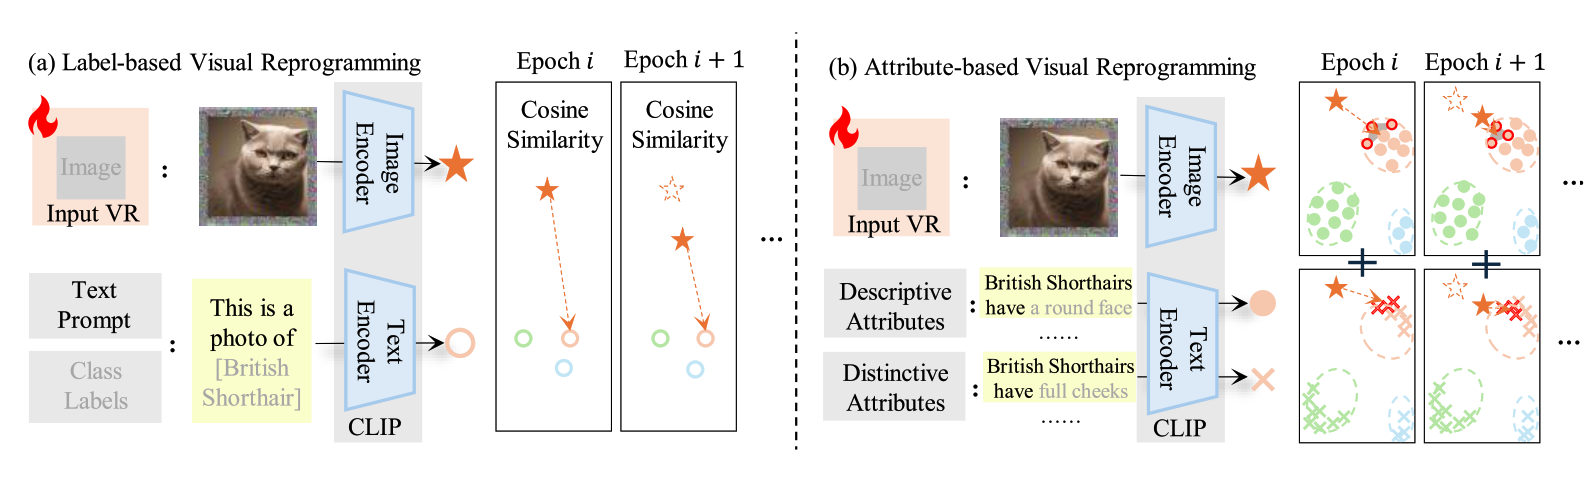 (a) Label-based Visual Reprogramming
Epoch i
Epoch i + 1
Image
Input VR
:
Image
Encoder
Cosine
Similarity
Cosine
Similarity
...
Text
Prompt
Class
Labels
:
This is a
photo of
[British
Shorthair]
Text
Encoder
CLIP
(b) Attribute-based Visual Reprogramming
Epoch i
Epoch i + 1
Image
Input VR
:
Image
Encoder
...
Descriptive
Attributes
:
British Shorthairs
have a round face
......
Distinctive
Attributes
:
British Shorthairs
have full cheeks
......
Text
Encoder
CLIP
+
+
...